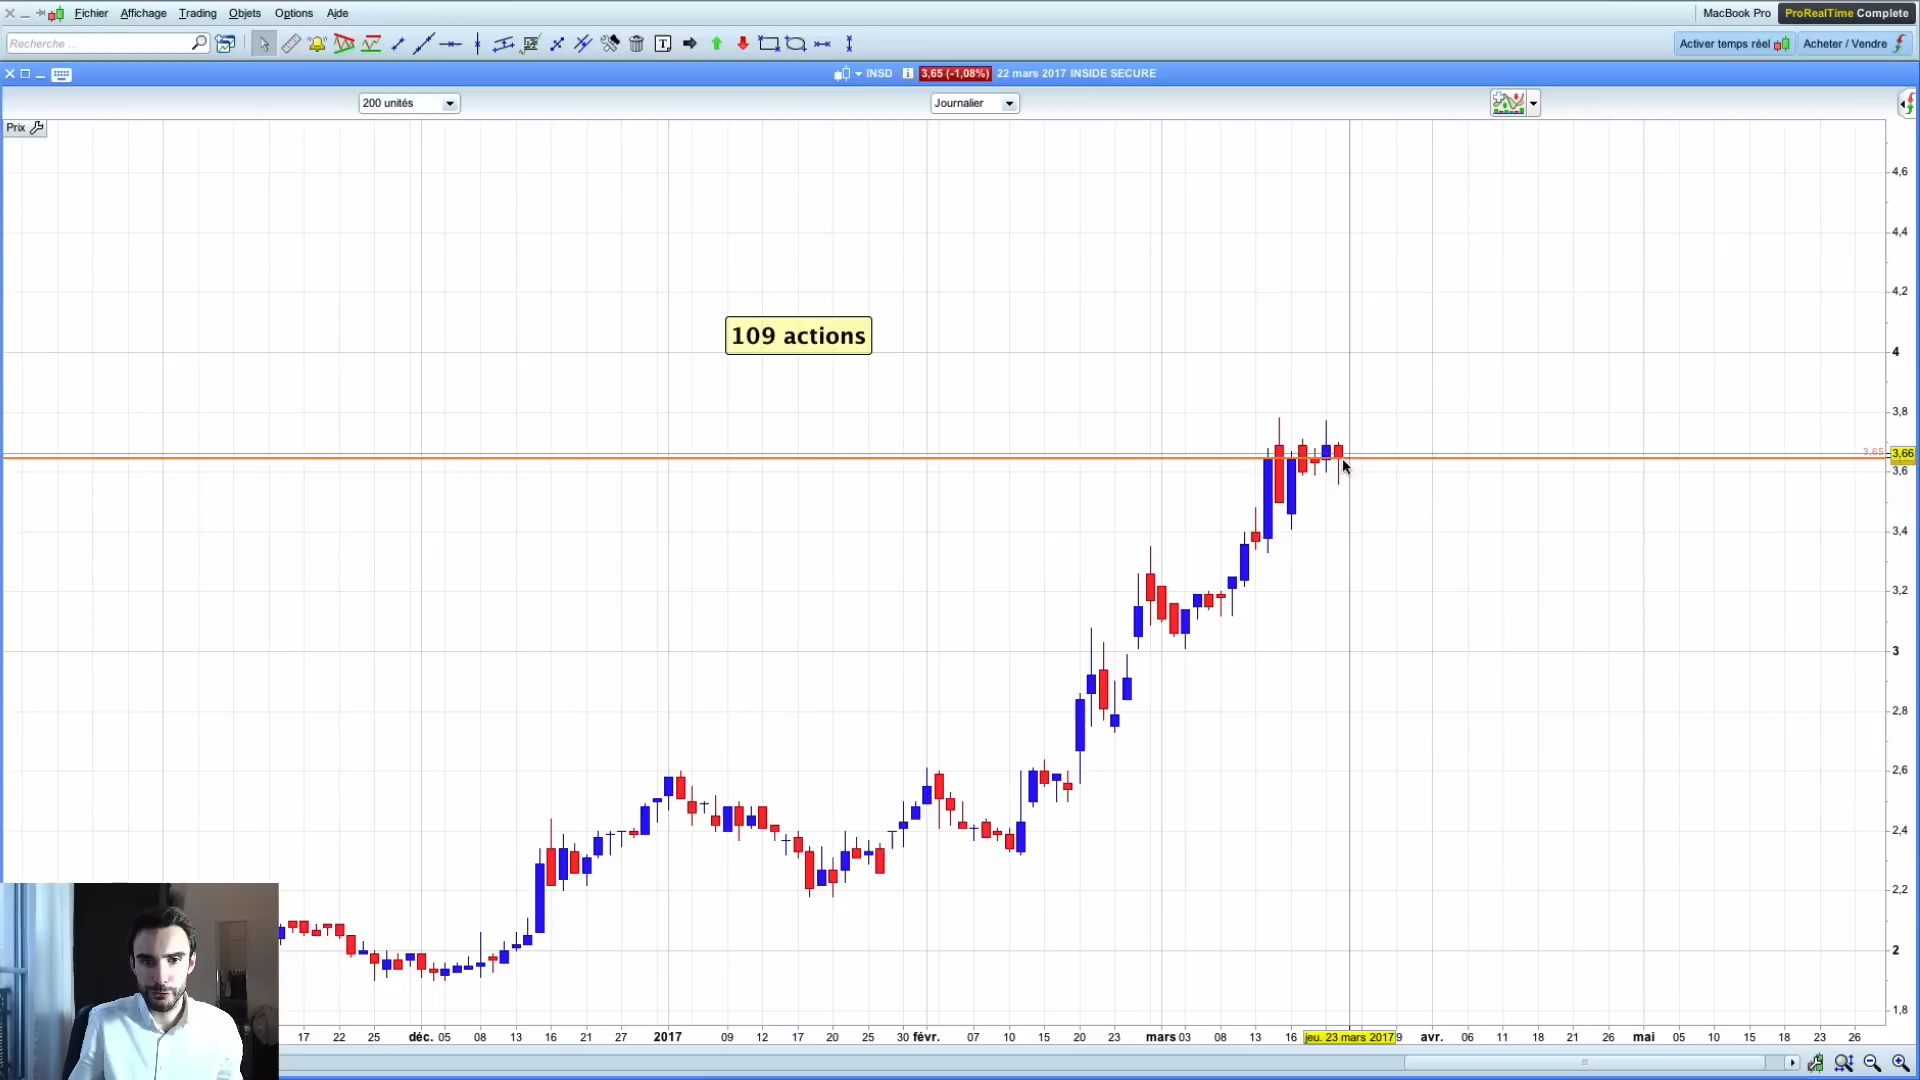 Fichier Affichage Trading Objets Options Ajde MacBook Pro ProRealTime Complete
Recherche ... T Activer temps réel Acheter / Vendre
INSD i 3,65 (-1,08%) 22 mars 2017 INSIDE SECURE
200 unités Journalier
Prix
4,6
4,4
4,2
109 actions
4
3,8
3,65 3,66
3,6
3,4
3,2
3
2,8
2,6
2,4
2,2
2
1,8
17 22 25 déc. 05 08 13 16 21 27 2017 09 12 17 20 25 30 févr. 07 10 15 20 23 mars 03 08 13 16 jeu. 23 mars 2017 9 avr. 06 11 18 21 26 mai 05 10 15 18 23 26